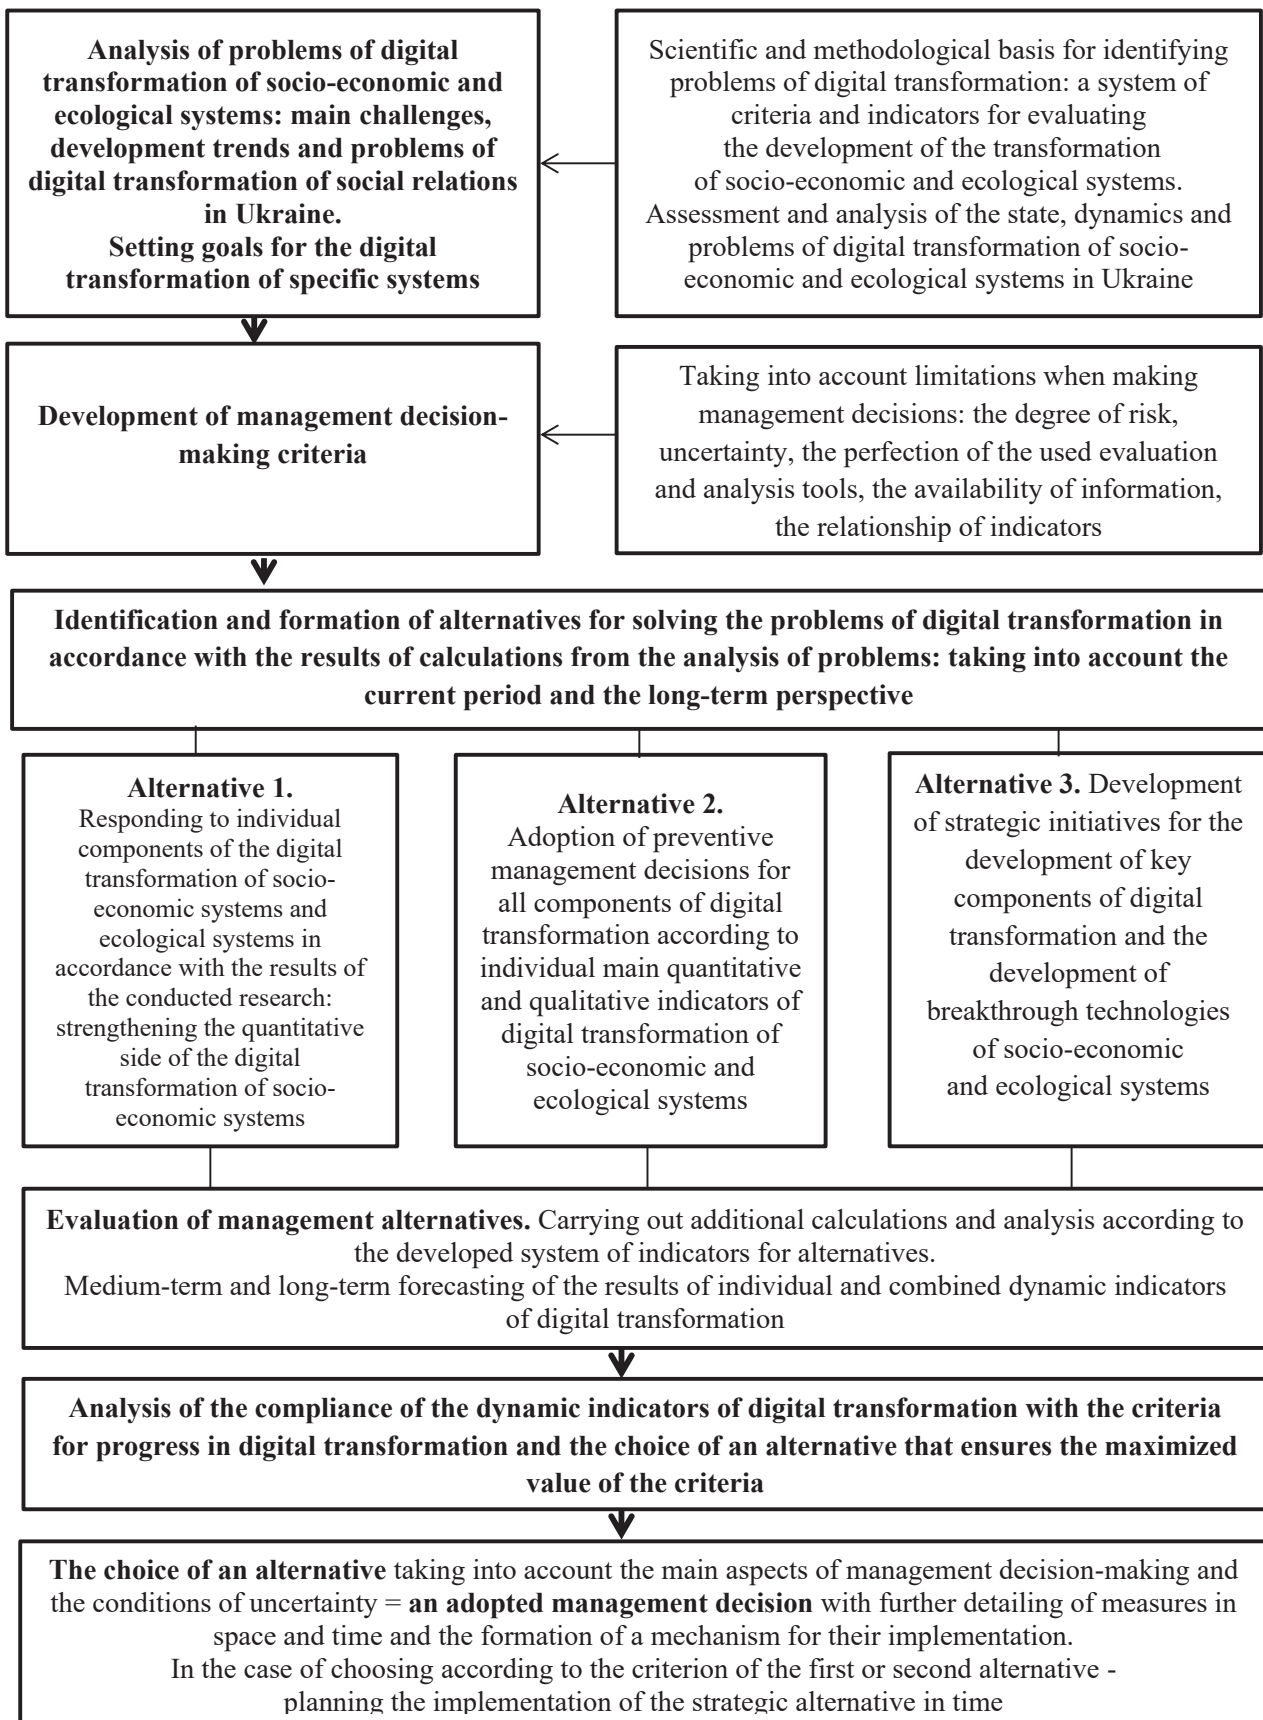 Analysis of problems of digital
transformation of socio-economic and
ecological systems: main challenges,
development trends and problems of
digital transformation of social relations
in Ukraine.
Setting goals for the digital
transformation of specific systems
Scientific and methodological basis for identifying
problems of digital transformation: a system of
criteria and indicators for evaluating
the development of the transformation
of socio-economic and ecological systems.
Assessment and analysis of the state, dynamics and
problems of digital transformation of socio-
economic and ecological systems in Ukraine
Development of management decision-
making criteria
Taking into account limitations when making
management decisions: the degree of risk,
uncertainty, the perfection of the used evaluation
and analysis tools, the availability of information,
the relationship of indicators
Identification and formation of alternatives for solving the problems of digital transformation in
accordance with the results of calculations from the analysis of problems: taking into account the
current period and the long-term perspective
Alternative 1.
Responding to individual
components of the digital
transformation of socio-
economic systems and
ecological systems in
accordance with the results of
the conducted research:
strengthening the quantitative
side of the digital
transformation of socio-
economic systems
Alternative 2.
Adoption of preventive
management decisions for
all components of digital
transformation according to
individual main quantitative
and qualitative indicators of
digital transformation of
socio-economic and
ecological systems
Alternative 3. Development
of strategic initiatives for the
development of key
components of digital
transformation and the
development of
breakthrough technologies
of socio-economic
and ecological systems
Evaluation of management alternatives. Carrying out additional calculations and analysis according to
the developed system of indicators for alternatives.
Medium-term and long-term forecasting of the results of individual and combined dynamic indicators
of digital transformation
Analysis of the compliance of the dynamic indicators of digital transformation with the criteria
for progress in digital transformation and the choice of an alternative that ensures the maximized
value of the criteria
The choice of an alternative taking into account the main aspects of management decision-making and
the conditions of uncertainty = an adopted management decision with further detailing of measures in
space and time and the formation of a mechanism for their implementation.
In the case of choosing according to the criterion of the first or second alternative -
planning the implementation of the strategic alternative in time